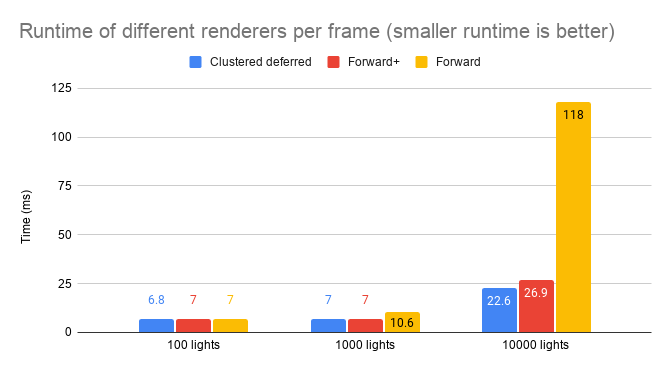 Runtime of different renderers per frame (smaller runtime is better)
Clustered deferred Forward+ Forward
Time (ms)
125
100
75
50
25
0
6.8 7 7
7 7 10.6
22.6 26.9 118
100 lights 1000 lights 10000 lights